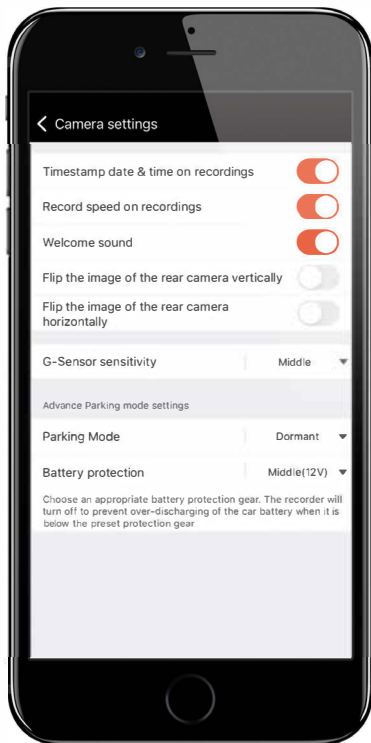 Camera settings
Timestamp date & time on recordings
Record speed on recordings
Welcome sound
Flip the image of the rear camera vertically
Flip the image of the rear camera
horizontally
G-Sensor sensitivity Middle
Advance Parking mode settings
Parking Mode Dormant
Battery protection Middle(12V)
Choose an appropriate battery protection gear. The recorder will
turn off to prevent over-discharging of the car battery when it is
below the preset protection gear